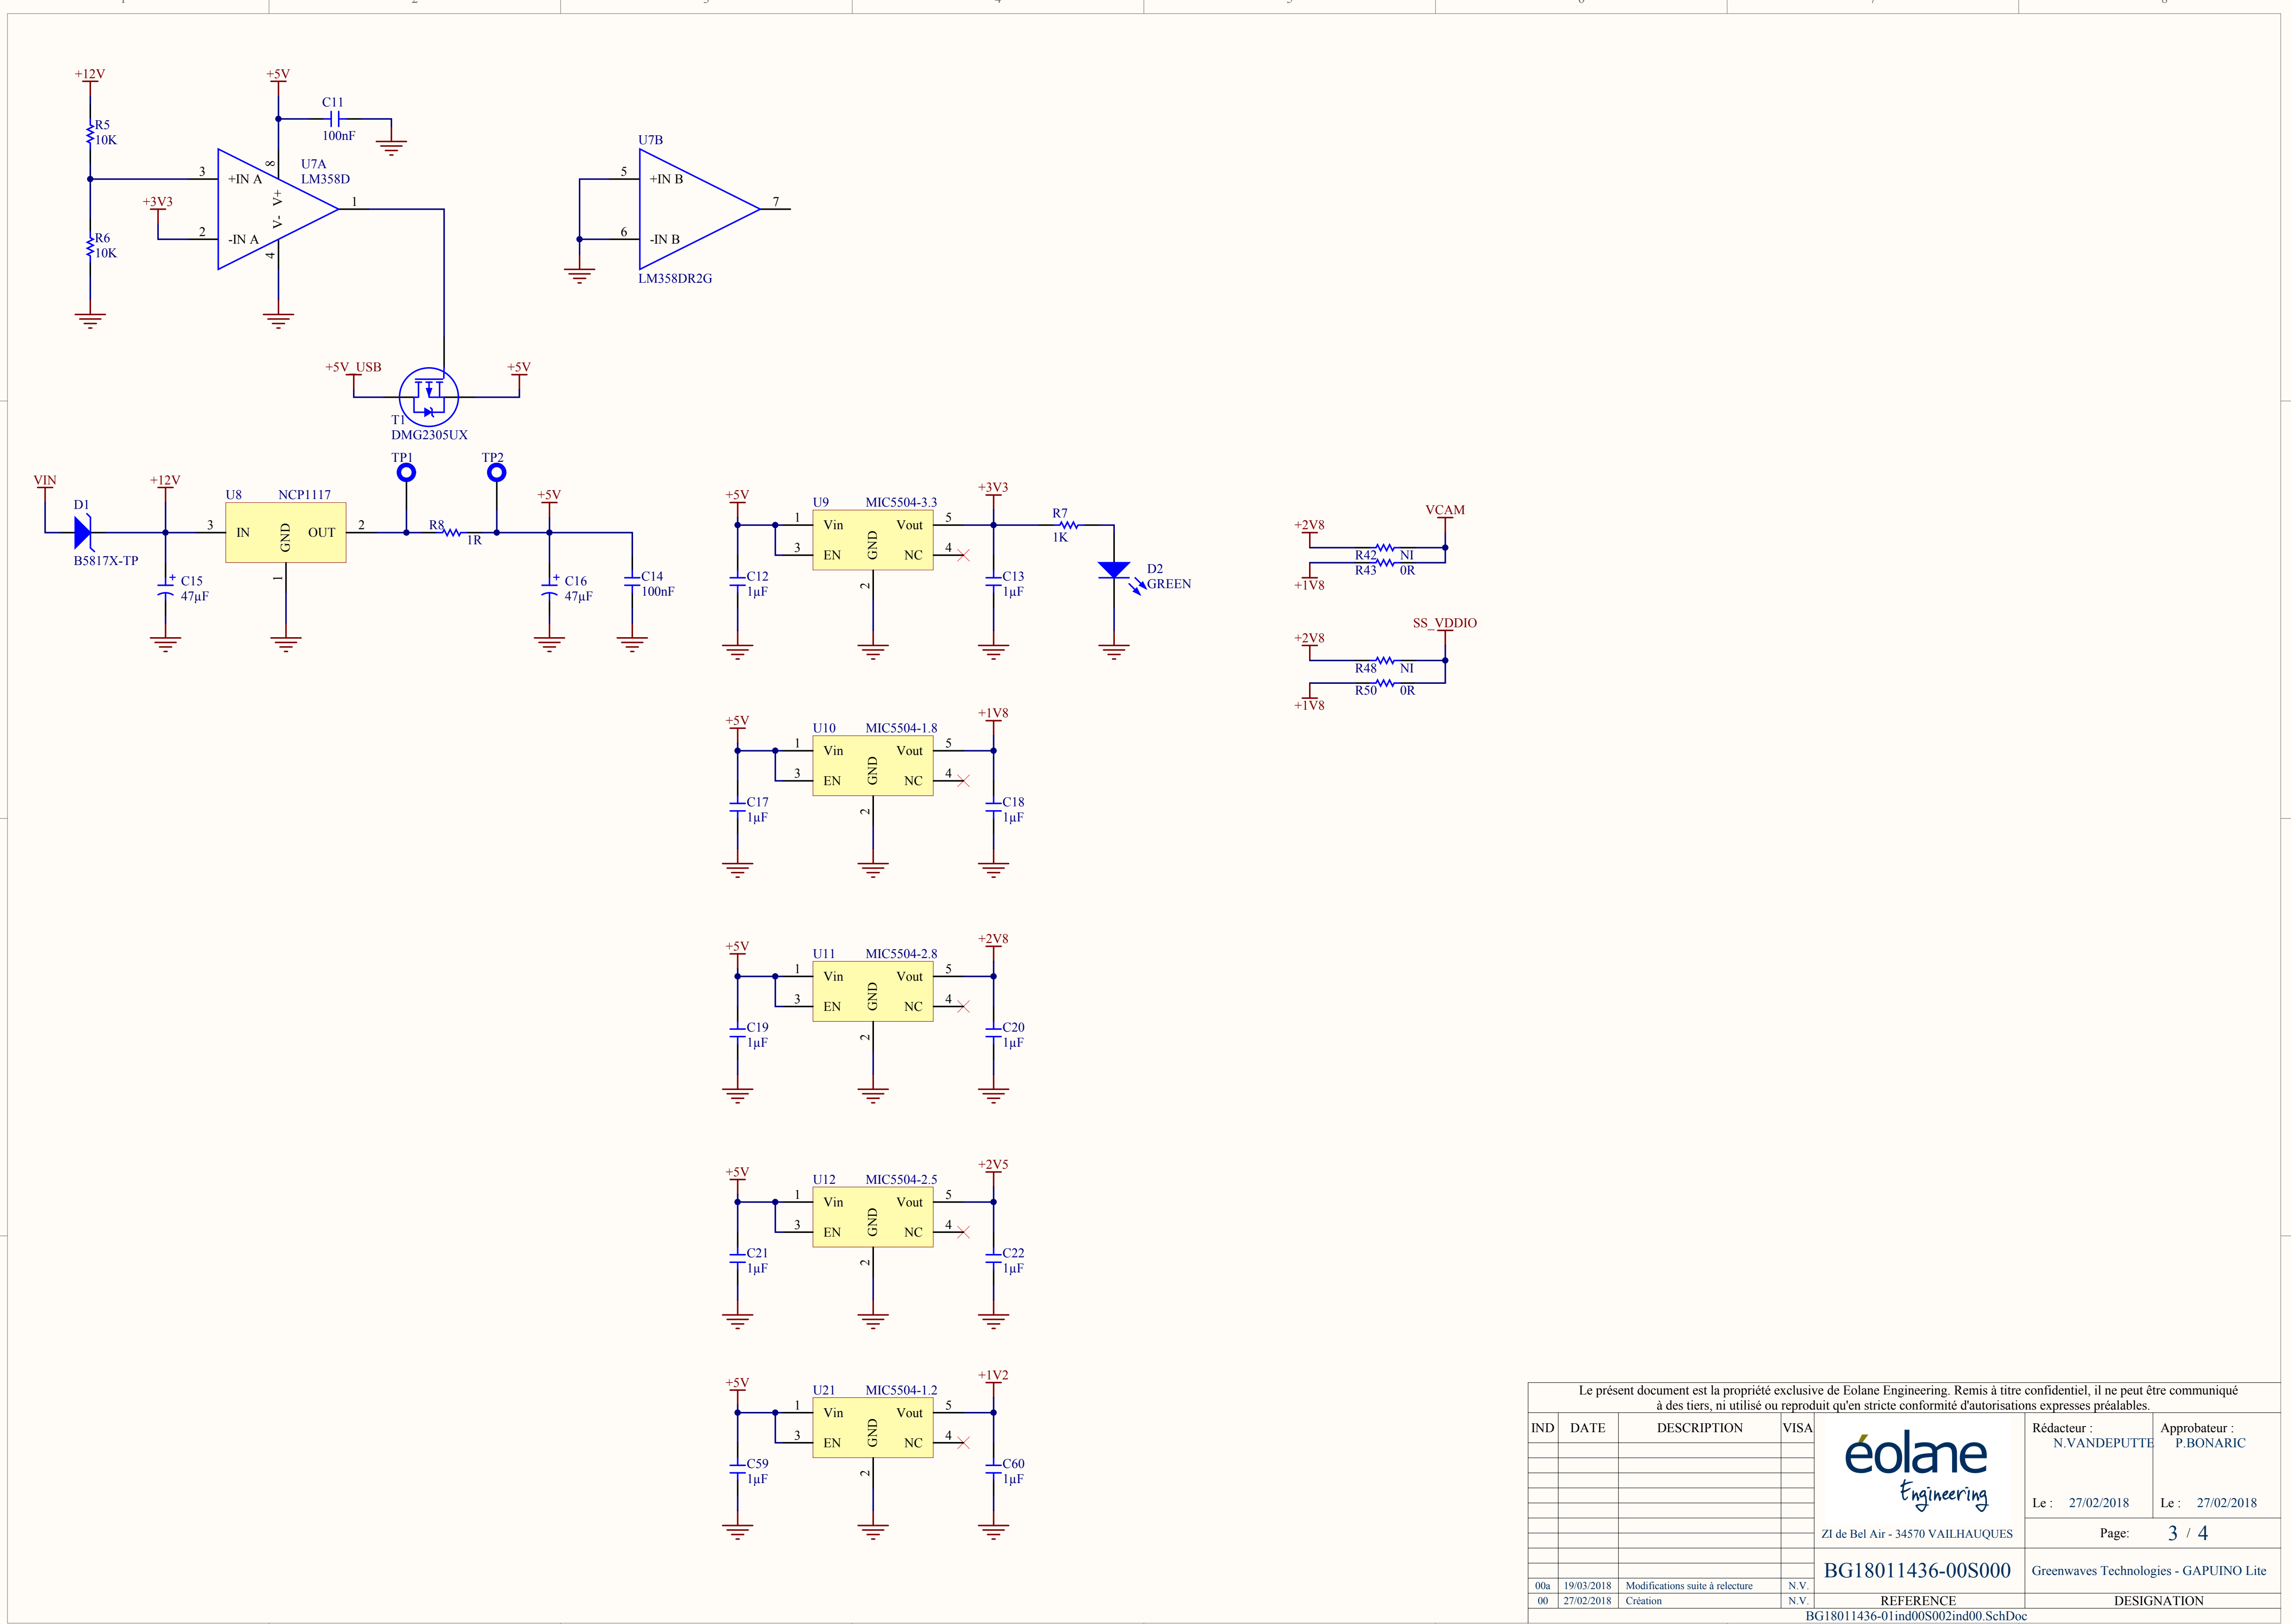 1 2 3 4 5 6 7 8
+12V
+5V
C11
100nF
R5
10K
R6
10K
+3V3
3
+IN A
2
-IN A
8
V+
V-
4
U7A
LM358D
1
U7B
5
+IN B
6
-IN B
7
LM358DR2G
+5V_USB
+5V
T1
DMG2305UX
VIN
D1
B5817X-TP
+12V
C15
47µF
U8
NCP1117
3
IN
GND
OUT
2
1
TP1
R8
1R
TP2
+5V
C16
47µF
C14
100nF
+5V
U9
MIC5504-3.3
1
Vin
Vout
5
3
EN
GND
NC
4
2
C12
1µF
+3V3
C13
1µF
R7
1K
D2
GREEN
+2V8
VCAM
R42
NI
R43
0R
+1V8
+2V8
SS_VDDIO
R48
NI
R50
0R
+1V8
+5V
U10
MIC5504-1.8
+1V8
1
Vin
Vout
5
3
EN
GND
NC
4
2
C17
1µF
C18
1µF
+5V
U11
MIC5504-2.8
+2V8
1
Vin
Vout
5
3
EN
GND
NC
4
2
C19
1µF
C20
1µF
+5V
U12
MIC5504-2.5
+2V5
1
Vin
Vout
5
3
EN
GND
NC
4
2
C21
1µF
C22
1µF
+5V
U21
MIC5504-1.2
+1V2
1
Vin
Vout
5
3
EN
GND
NC
4
2
C59
1µF
C60
1µF
Le présent document est la propriété exclusive de Eolane Engineering. Remis à titre confidentiel, il ne peut être communiqué
à des tiers, ni utilisé ou reproduit qu'en stricte conformité d'autorisations expresses préalables.
IND DATE DESCRIPTION VISA
00a 19/03/2018 Modifications suite à relecture N.V.
00 27/02/2018 Création N.V.
éolane
Engineering
ZI de Bel Air - 34570 VAILHAUQUES
BG18011436-00S000
REFERENCE
Rédacteur :
N.VANDEPUTTE
Le : 27/02/2018
Approbateur :
P.BONARIC
Le : 27/02/2018
Page: 3 / 4
Greenwaves Technologies - GAPUINO Lite
DESIGNATION
BG18011436-01ind00S002ind00.SchDoc